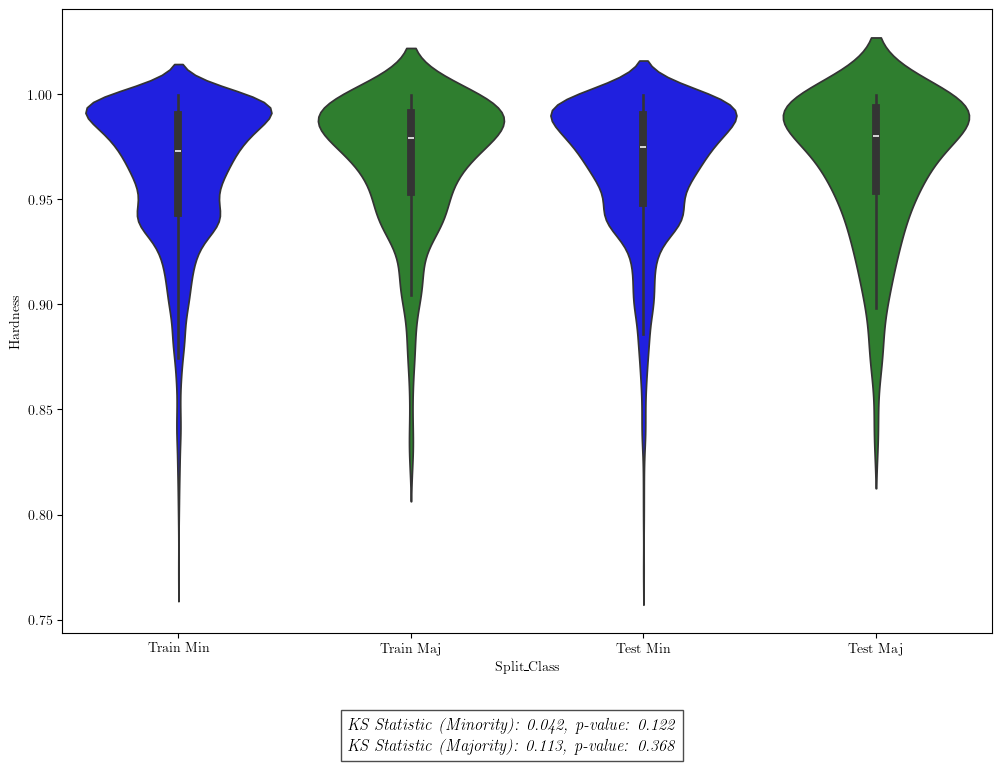 1.00
0.95
0.90
0.85
0.80
0.75
Hardness
Train Min
Train Maj
Test Min
Test Maj
Split_Class
KS Statistic (Minority): 0.042, p-value: 0.122
KS Statistic (Majority): 0.113, p-value: 0.368